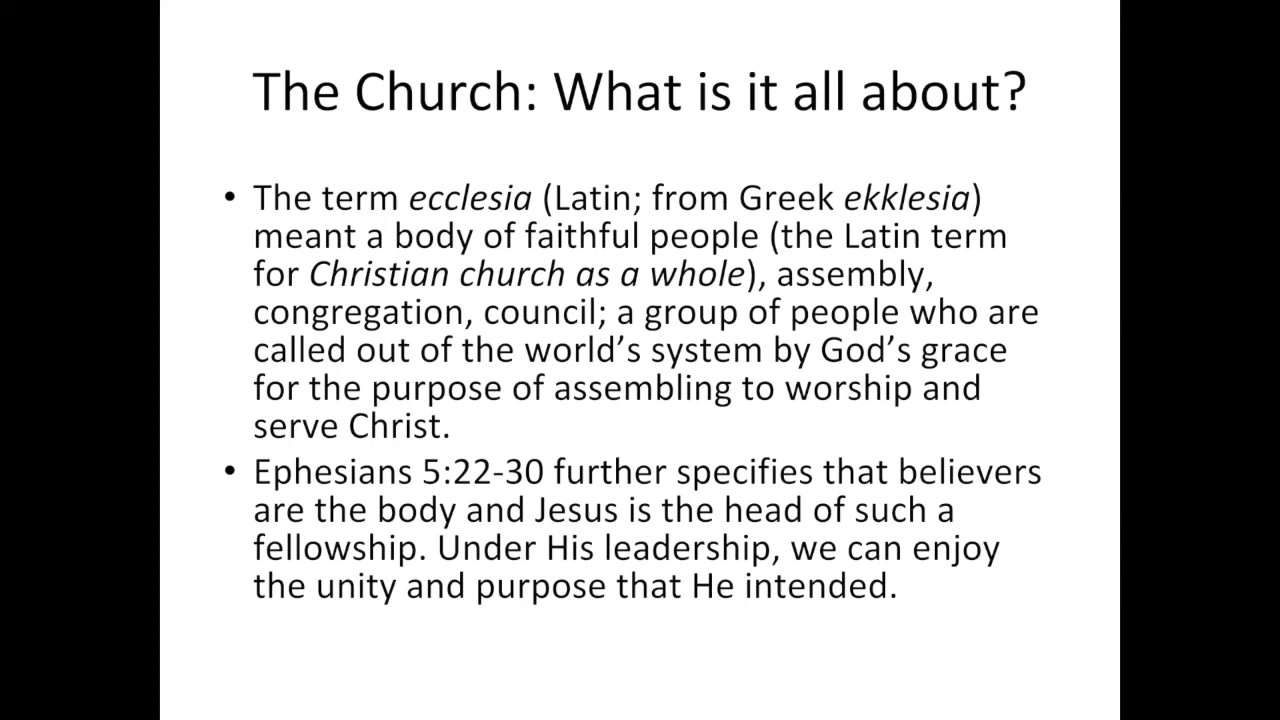 The Church: What is it all about?
• The term ecclesia (Latin; from Greek ekklesia)
meant a body of faithful people (the Latin term
for Christian church as a whole), assembly,
congregation, council; a group of people who are
called out of the world’s system by God’s grace
for the purpose of assembling to worship and
serve Christ.
• Ephesians 5:22-30 further specifies that believers
are the body and Jesus is the head of such a
fellowship. Under His leadership, we can enjoy
the unity and purpose that He intended.